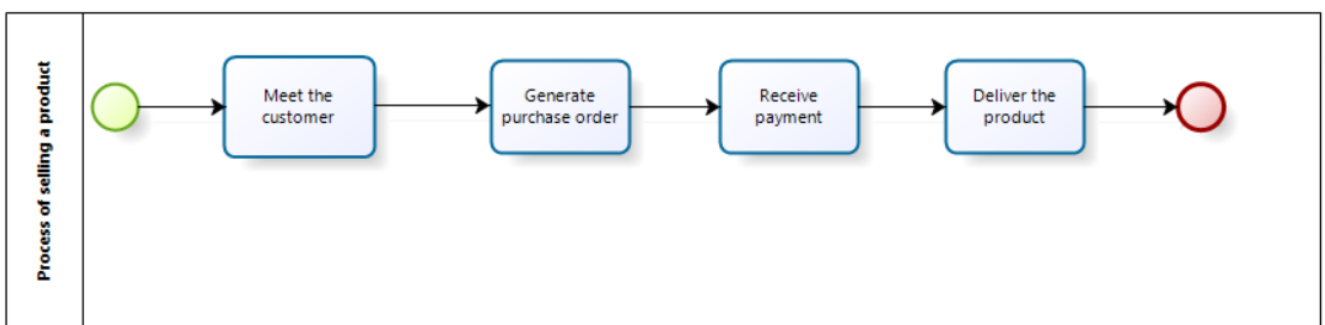 Process of selling a product
Meet the
customer
Generate
purchase order
Receive
payment
Deliver the
product